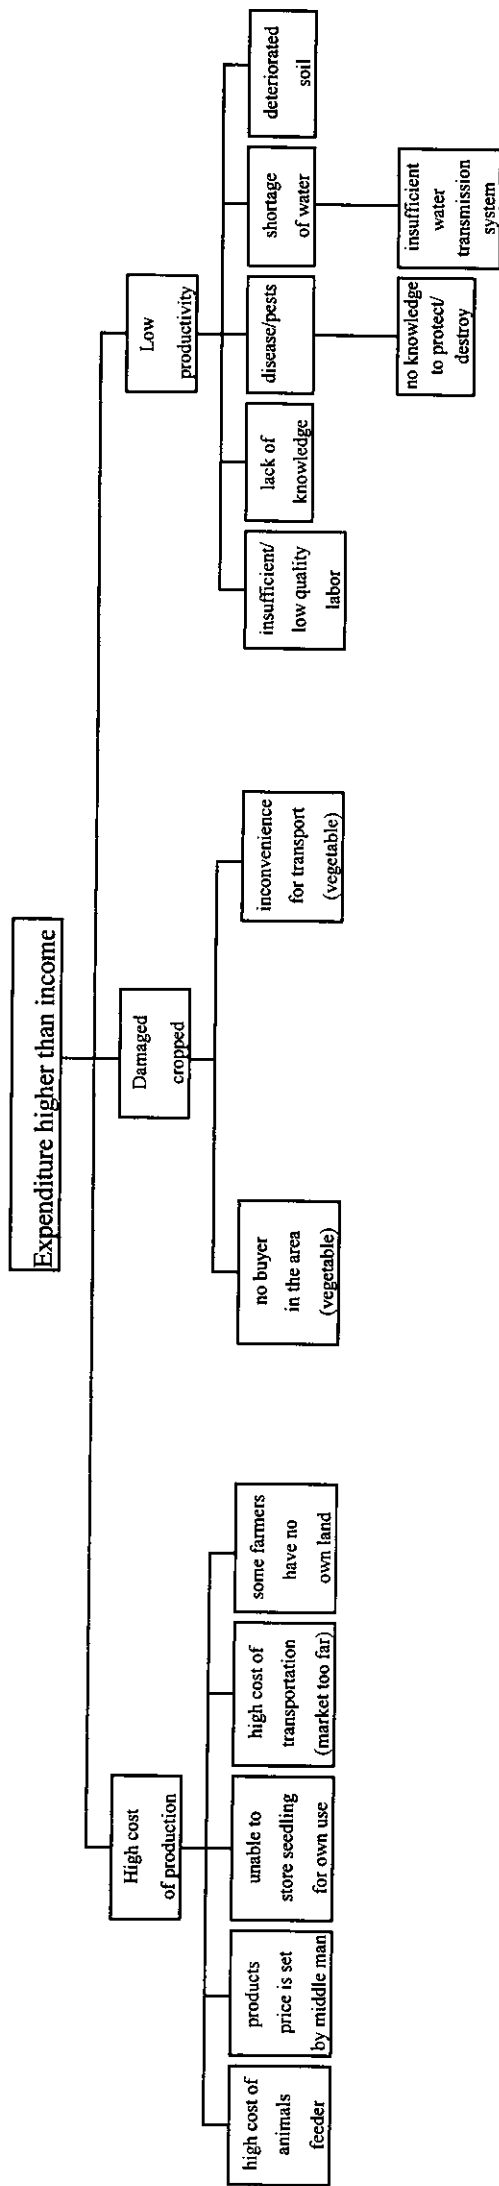 Expenditure higher than income
High cost
of production
Damaged
cropped
Low
productivity
high cost of
animals
feeder
products
price is set
by middle man
unable to
store seedling
for own use
high cost of
transportation
(market too far)
some farmers
have no
own land
no buyer
in the area
(vegetable)
inconvenience
for transport
(vegetable)
insufficient/
low quality
labor
lack of
knowledge
disease/pests
shortage
of water
deteriorated
soil
no knowledge
to protect/
destroy
insufficient
water
transmission
system